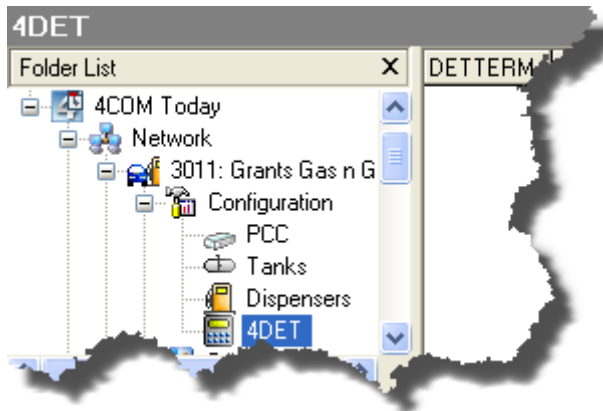 4DET
Folder List X DETTERM
4COM Today
Network
3011: Grants Gas n G
Configuration
PCC
Tanks
Dispensers
4DET